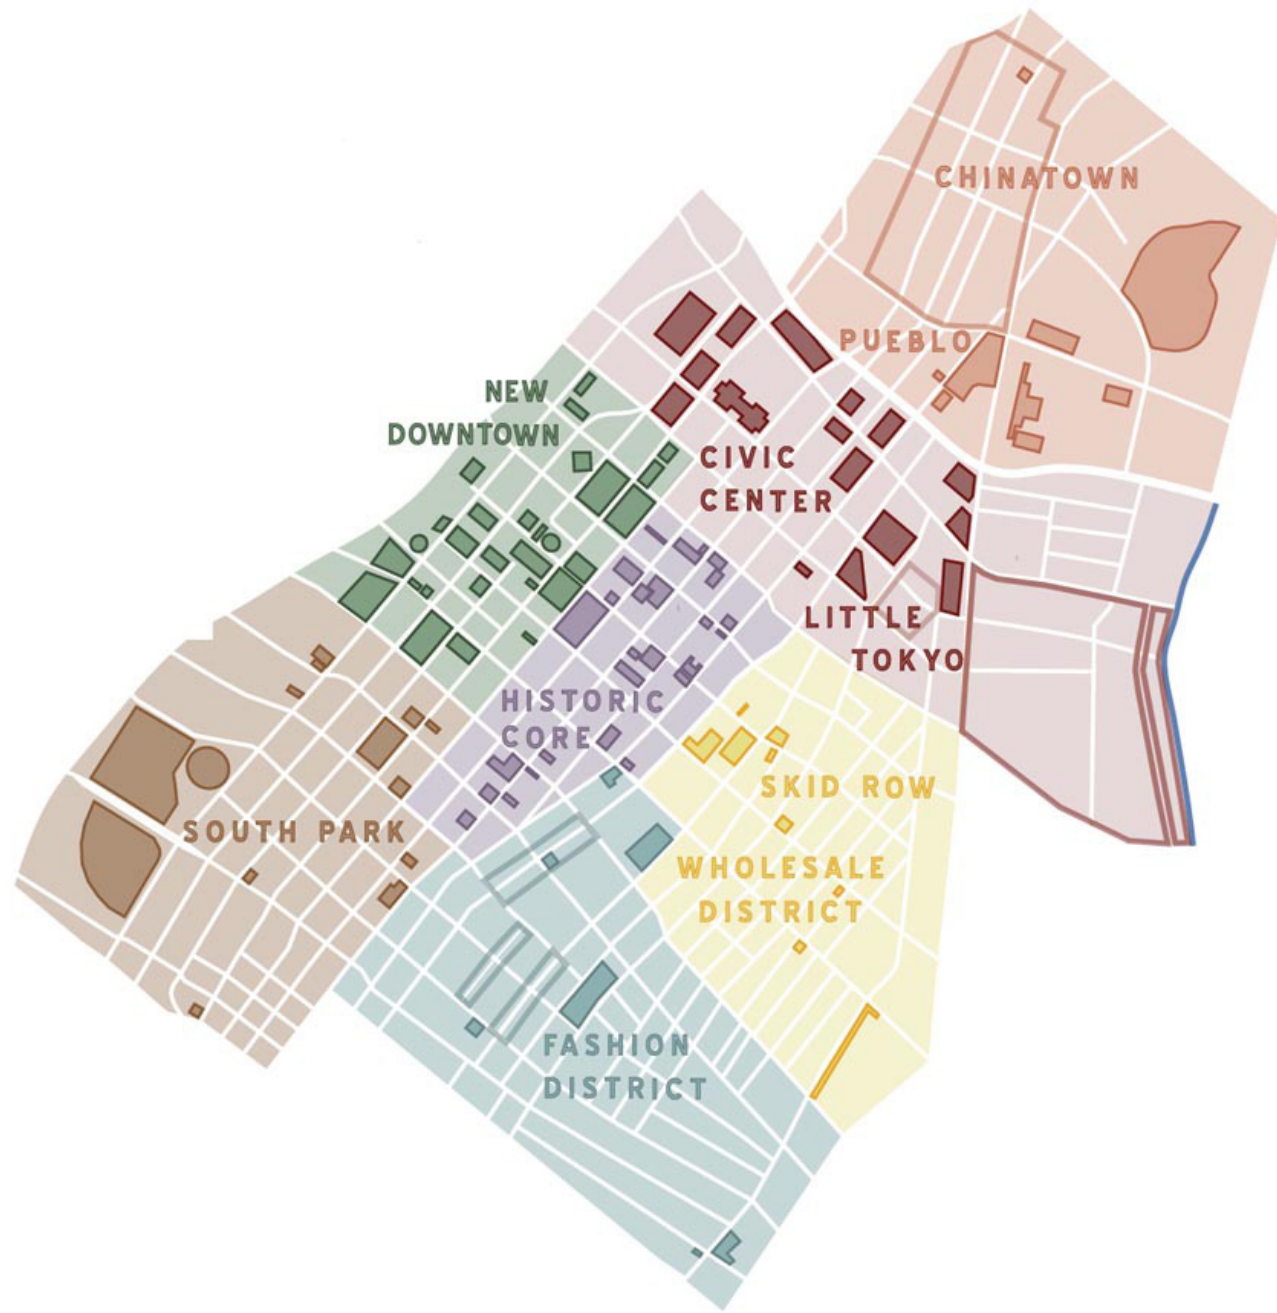 CHINATOWN
PUEBLO
NEW
DOWNTOWN
CIVIC
CENTER
LITTLE
TOKYO
HISTORIC
CORE
SKID ROW
SOUTH PARK
WHOLESALE
DISTRICT
FASHION
DISTRICT